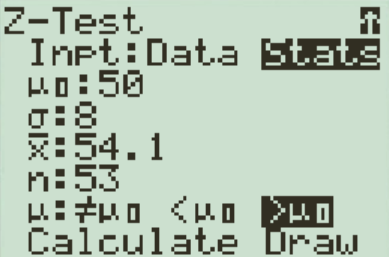 Z-Test
Inpt:Data Stats
μ₀:50
σ:8
x̄:54.1
n:53
μ:≠μ₀ <μ₀ >μ₀
Calculate Draw